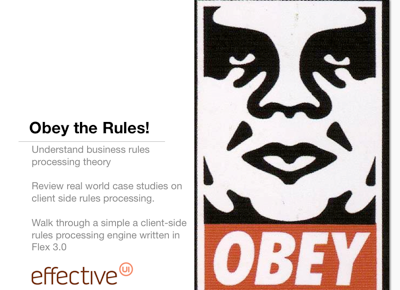 Obey the Rules!
Understand business rules
processing theory
Review real world case studies on
client side rules processing.
Walk through a simple a client-side
rules processing engine written in
Flex 3.0
effective UI
OBEY